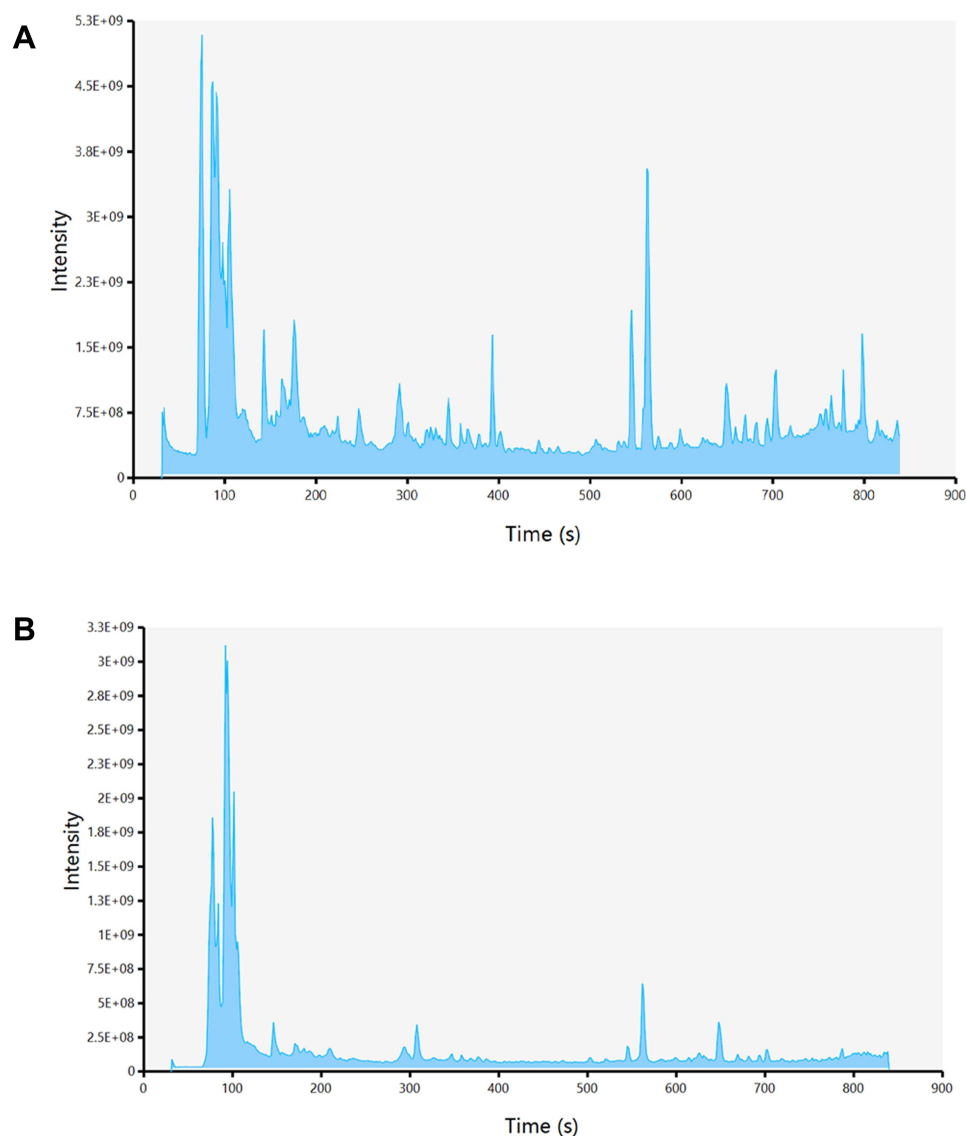 A
5.3E+09
4.5E+09
3.8E+09
3E+09
2.3E+09
1.5E+09
7.5E+08
0
Intensity
0 100 200 300 400 500 600 700 800 900
Time (s)
B
3.3E+09
3E+09
2.8E+09
2.5E+09
2.3E+09
2E+09
1.8E+09
1.5E+09
1.3E+09
1E+09
7.5E+08
5E+08
2.5E+08
0
Intensity
0 100 200 300 400 500 600 700 800 900
Time (s)